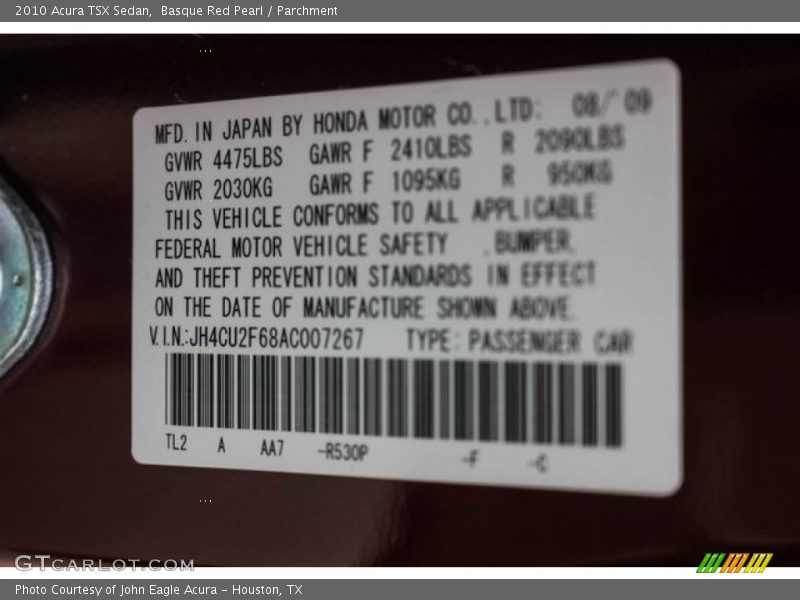 2010 Acura TSX Sedan, Basque Red Pearl / Parchment
MFD. IN JAPAN BY HONDA MOTOR CO., LTD: 08/'09
GVWR 4475LBS GAWR F 2410LBS R 2090LBS
GVWR 2030KG GAWR F 1095KG R 950KG
THIS VEHICLE CONFORMS TO ALL APPLICABLE
FEDERAL MOTOR VEHICLE SAFETY ,BUMPER,
AND THEFT PREVENTION STANDARDS IN EFFECT
ON THE DATE OF MANUFACTURE SHOWN ABOVE.
V.I.N.:JH4CU2F68AC007267 TYPE: PASSENGER CAR
TL2 A AA7 -R530P -F -C
GTCARLOT.COM
Photo Courtesy of John Eagle Acura - Houston, TX